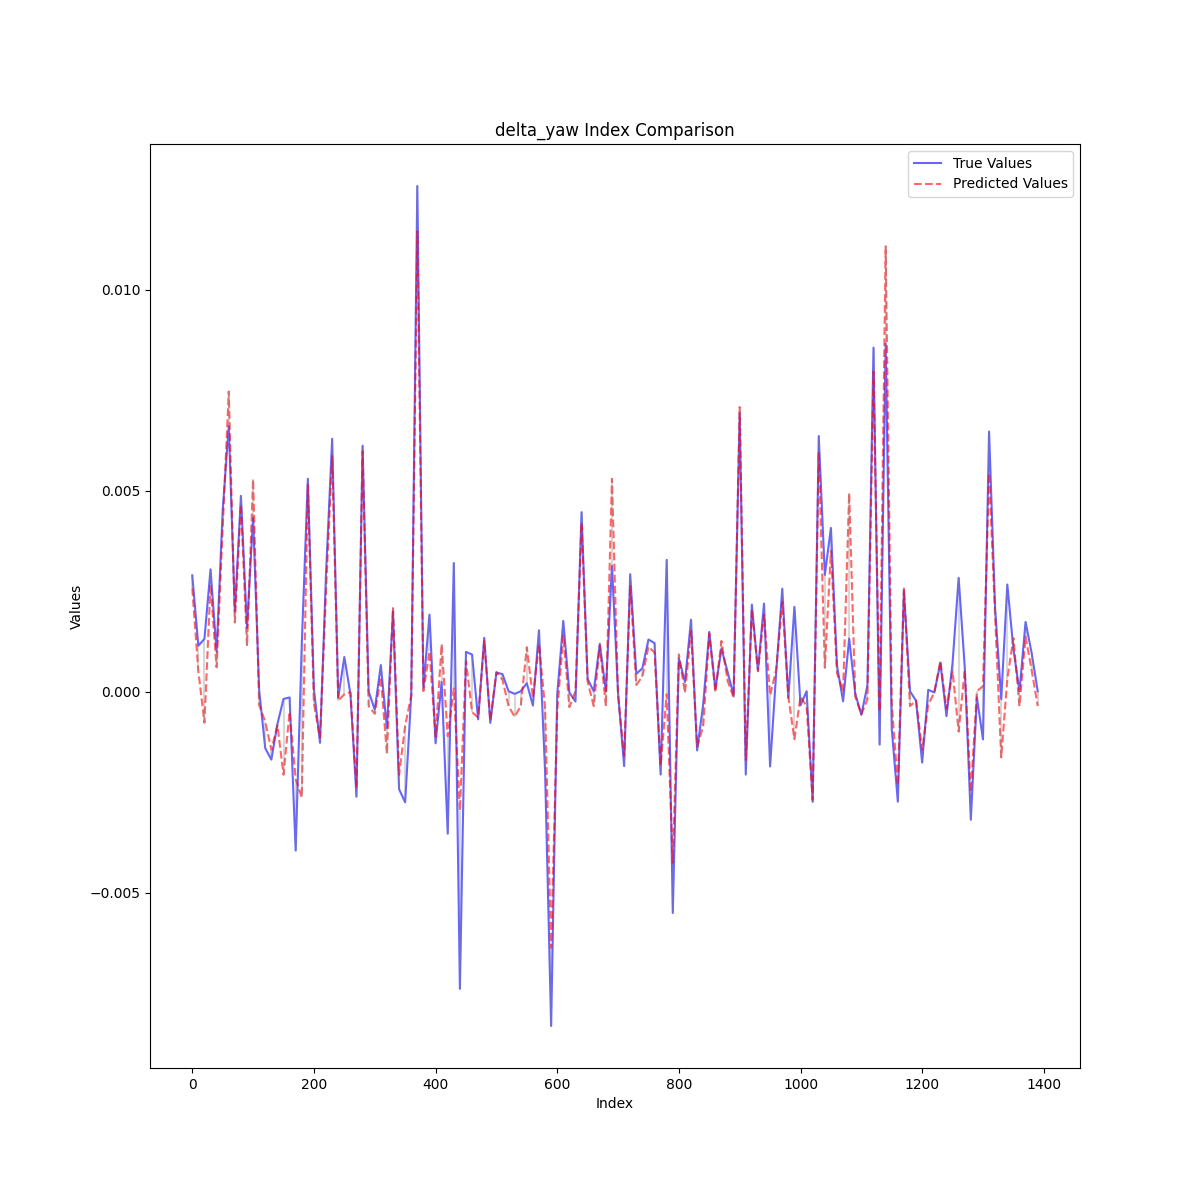 delta_yaw Index Comparison
True Values
Predicted Values
0.010
0.005
0.000
−0.005
Values
0 200 400 600 800 1000 1200 1400
Index